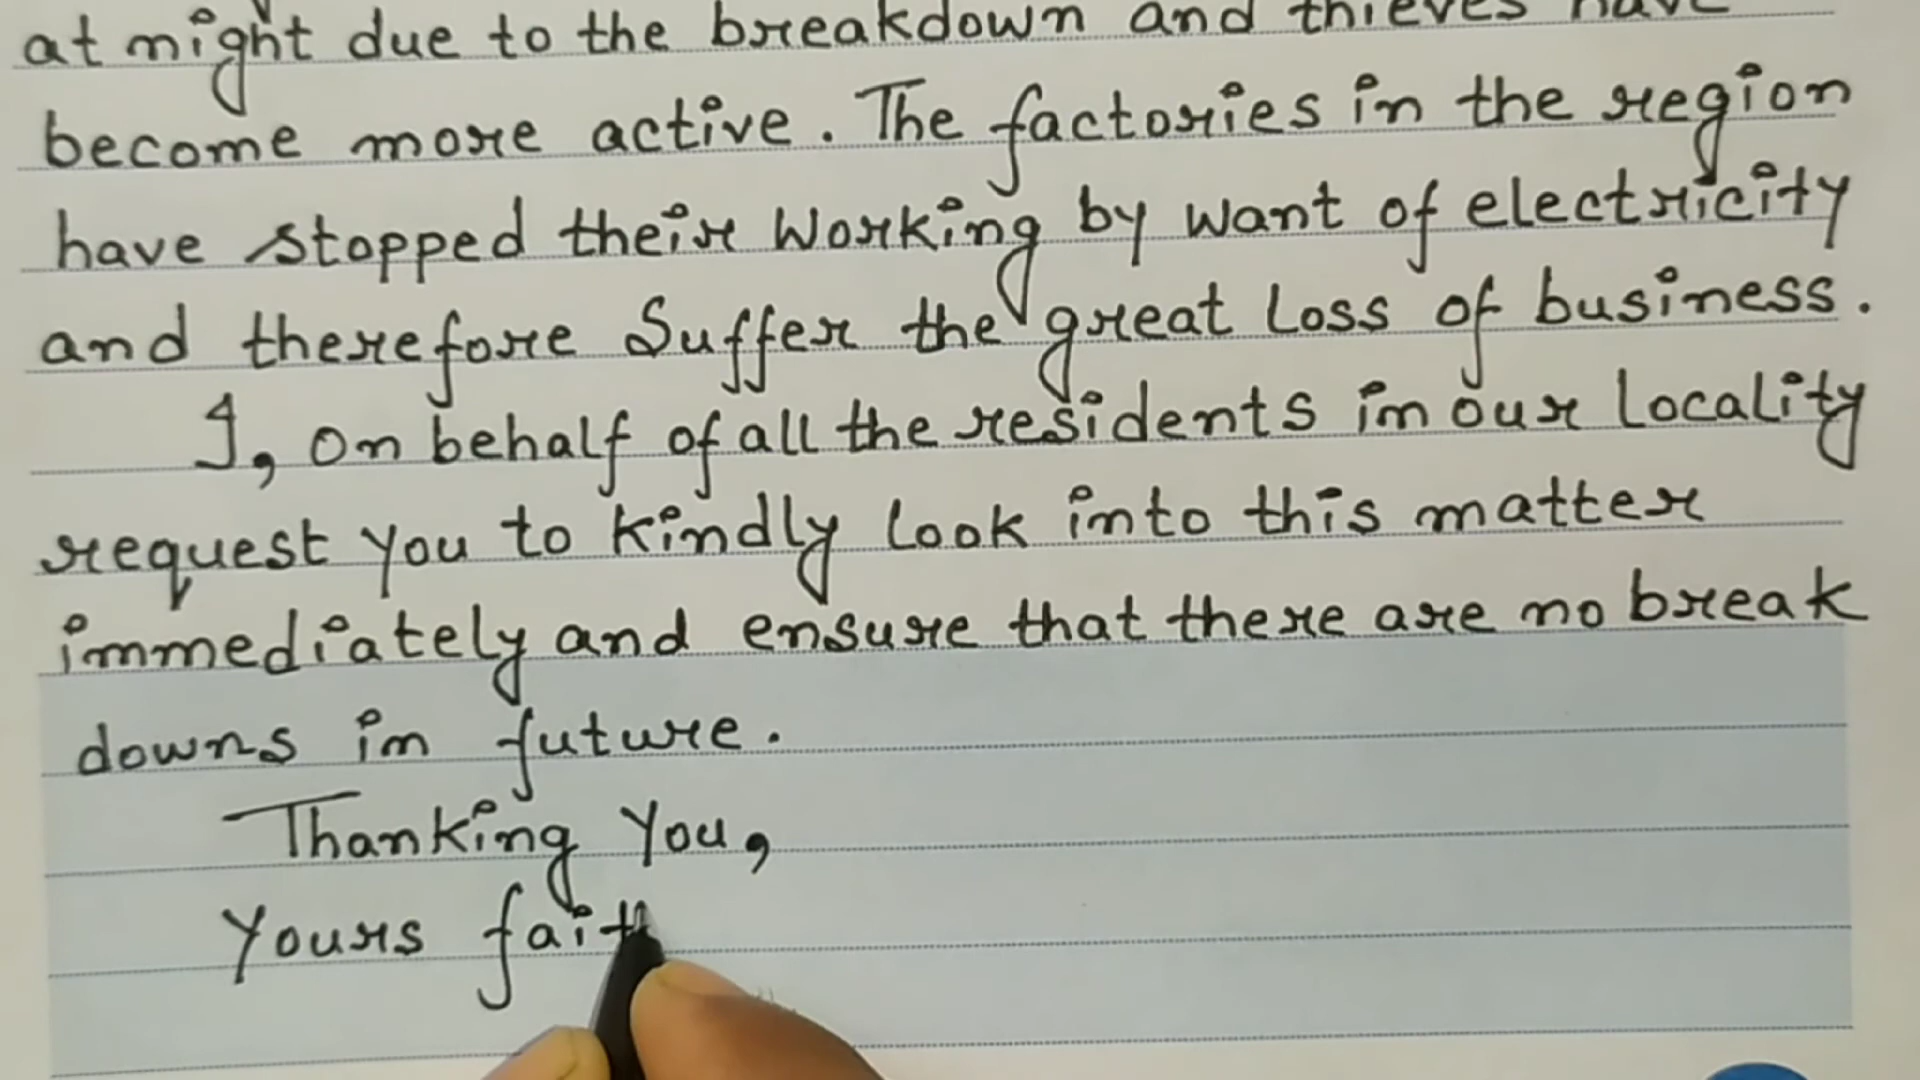 at night due to the breakdown and thieves have
become more active. The factories in the region
have stopped their Working by want of electricity
and therefore Suffer the great Loss of business.
I, on behalf of all the residents in our Locality
request you to kindly Look into this matter
immediately and ensure that there are no break
downs in future.
Thanking You,
Yours faith